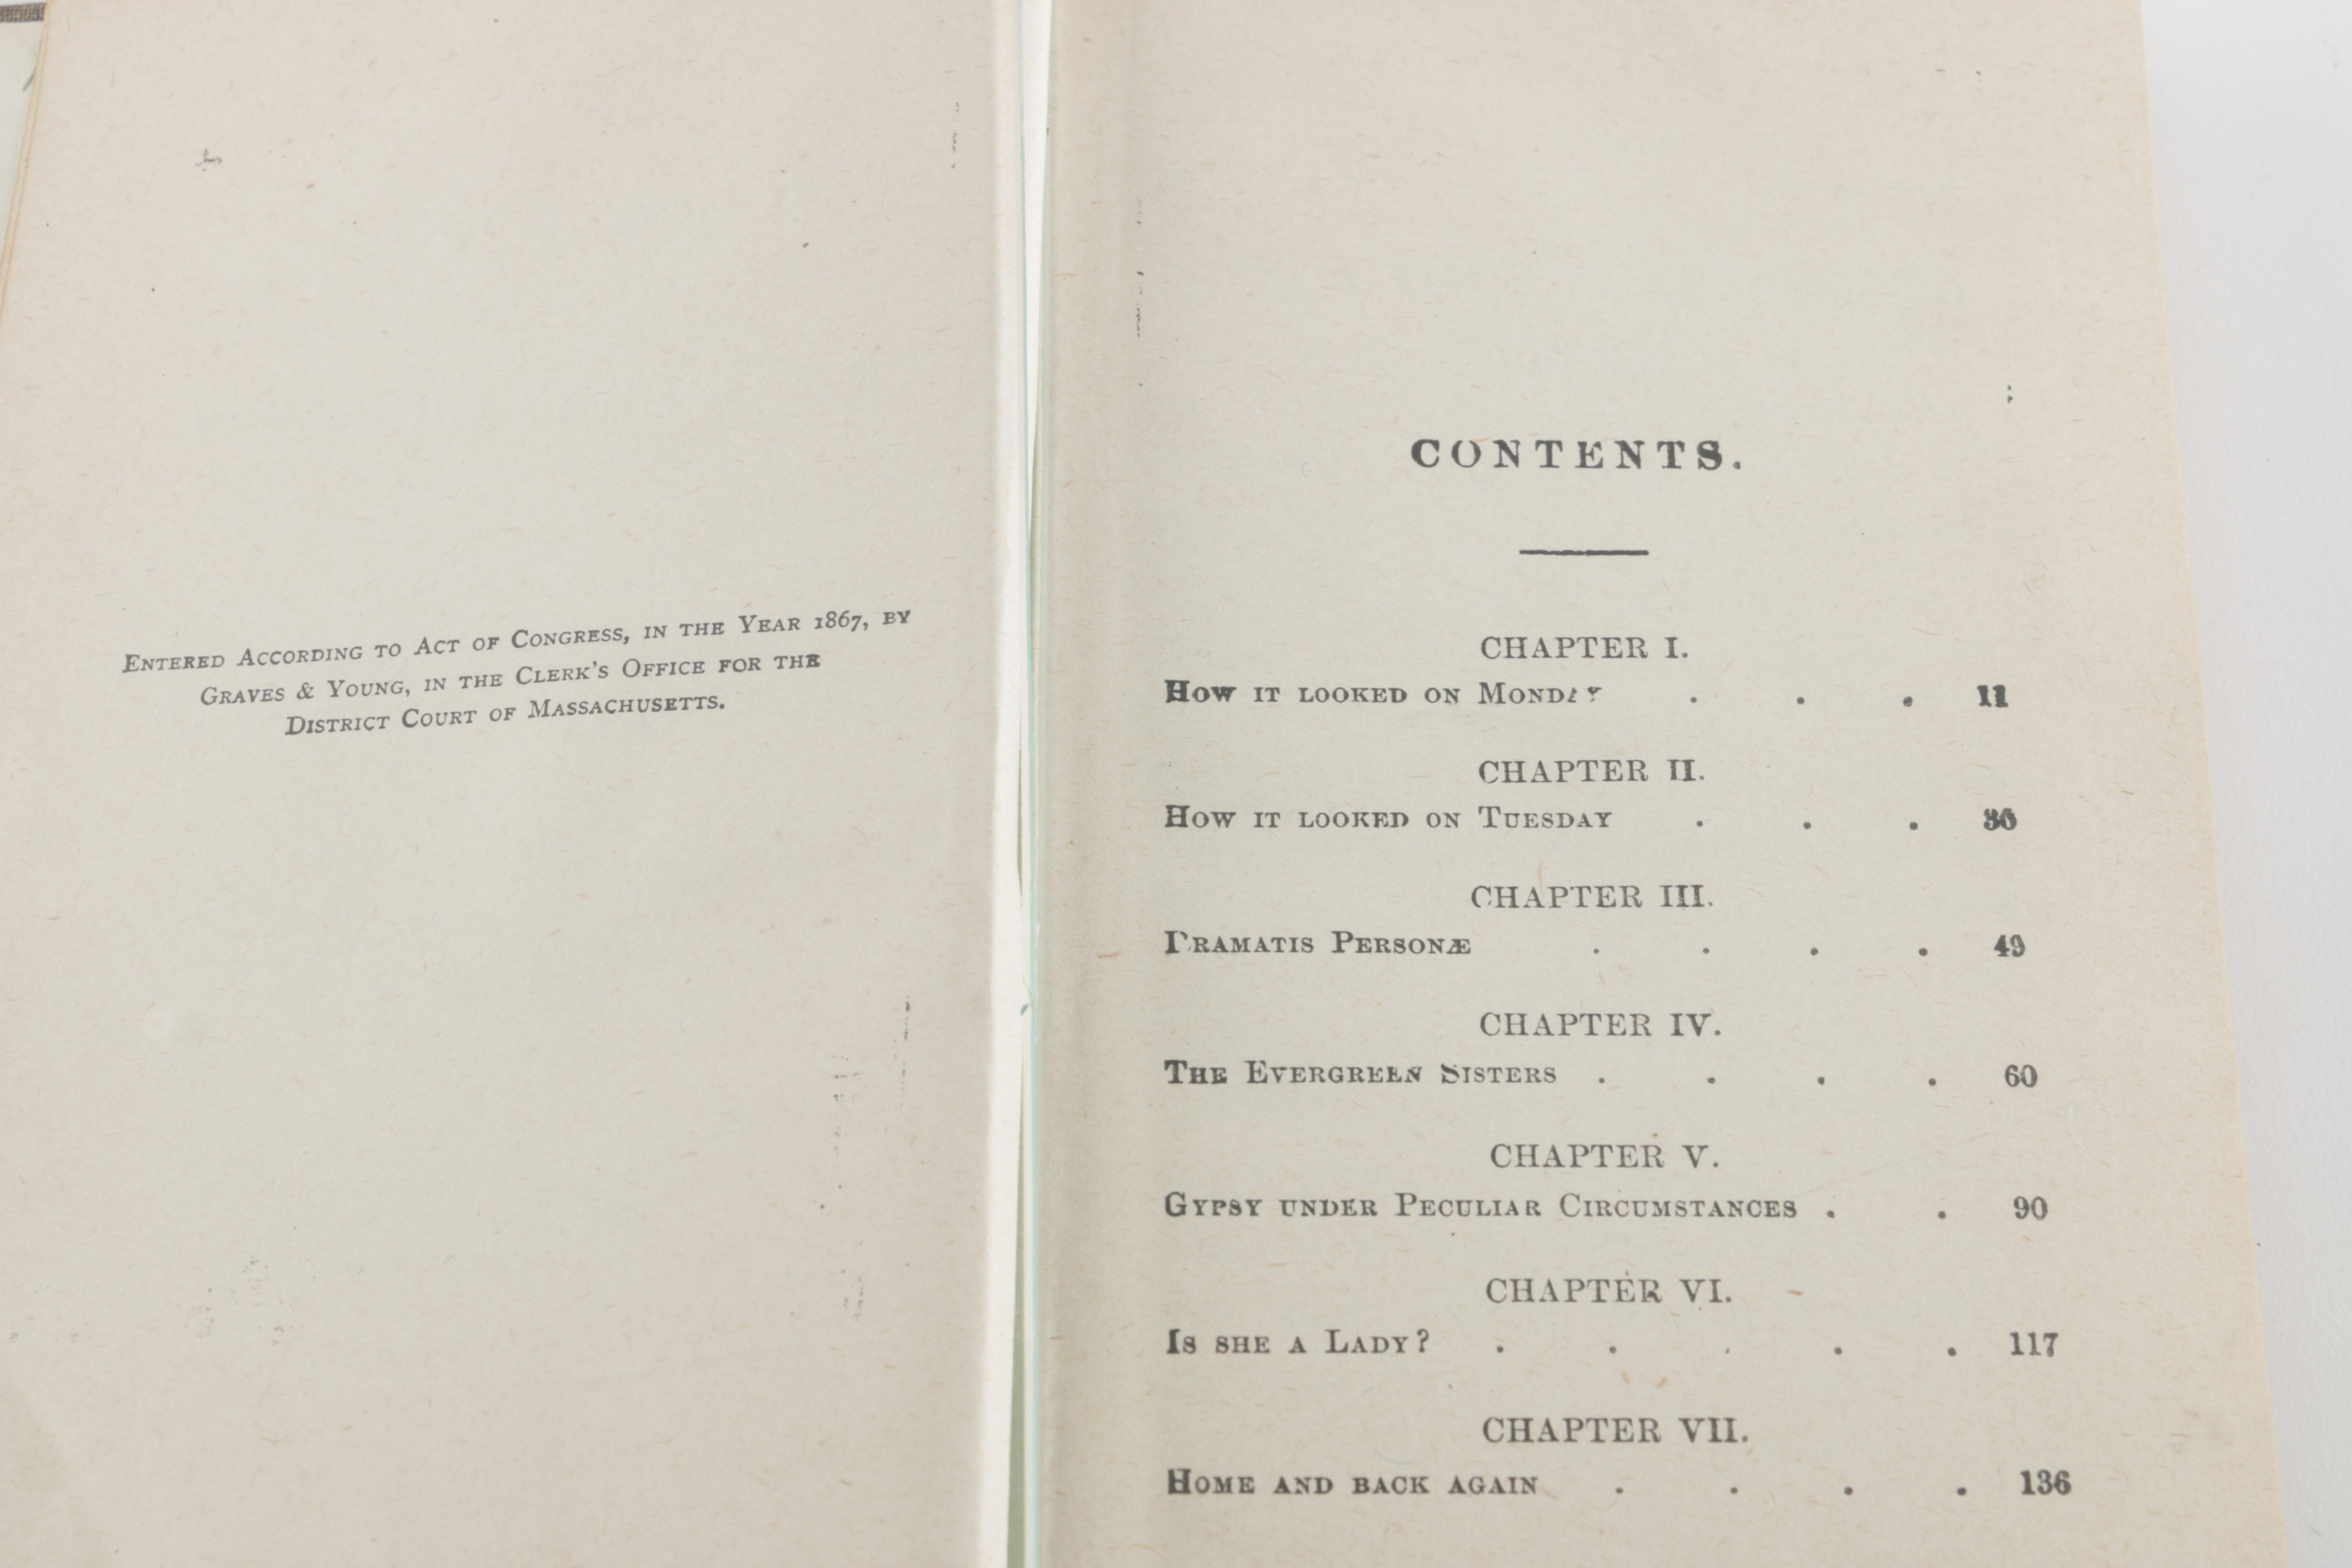 Entered According to Act of Congress, in the Year 1867, by
Graves & Young, in the Clerk's Office for the
District Court of Massachusetts.
CONTENTS.
CHAPTER I.
How it looked on Monday . . . 11
CHAPTER II.
How it looked on Tuesday . . .
CHAPTER III.
Dramatis Personæ . . . . 49
CHAPTER IV.
The Evergreen Sisters . . . . 60
CHAPTER V.
Gypsy under Peculiar Circumstances . . 90
CHAPTER VI.
Is she a Lady? . . . . . 117
CHAPTER VII.
Home and back again . . . . 136